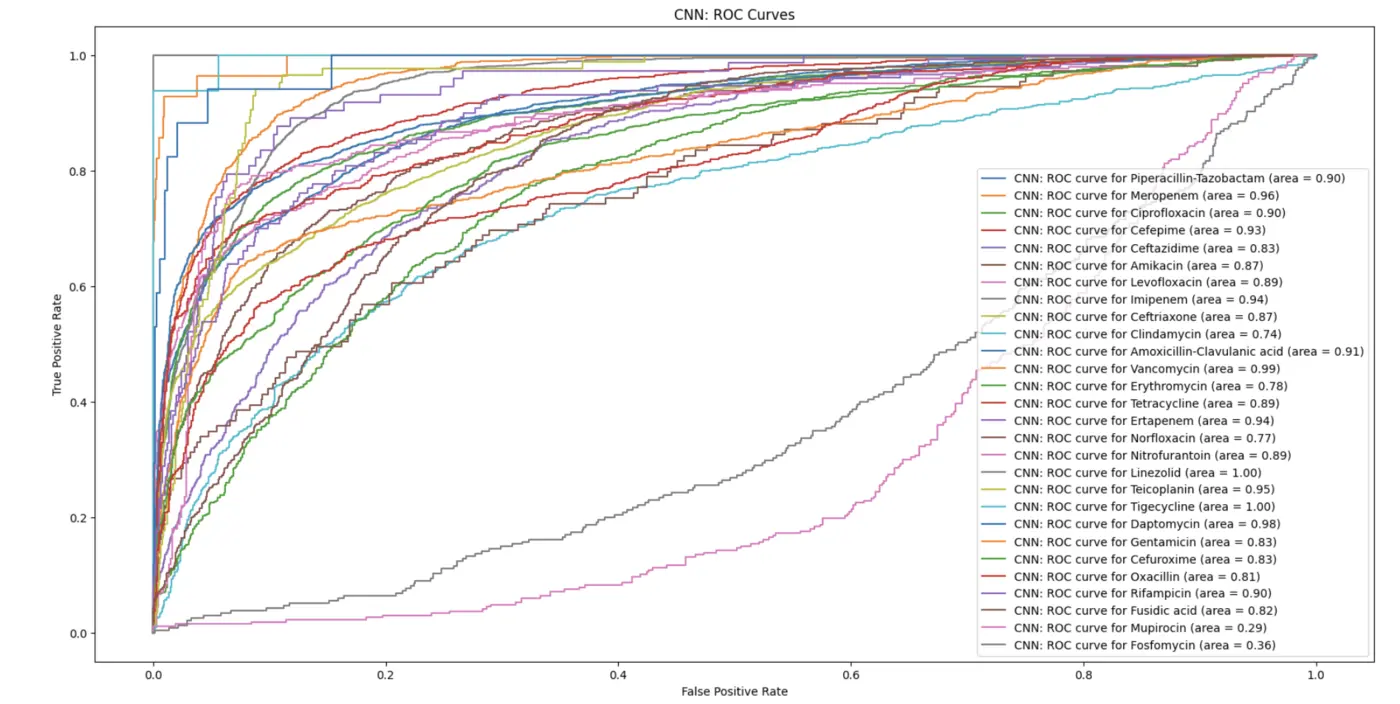 CNN: ROC Curves
1.0
0.8
0.6
0.4
0.2
0.0
True Positive Rate
0.0
0.2
0.4
0.6
0.8
1.0
False Positive Rate
CNN: ROC curve for Piperacillin-Tazobactam (area = 0.90)
CNN: ROC curve for Meropenem (area = 0.96)
CNN: ROC curve for Ciprofloxacin (area = 0.90)
CNN: ROC curve for Cefepime (area = 0.93)
CNN: ROC curve for Ceftazidime (area = 0.83)
CNN: ROC curve for Amikacin (area = 0.87)
CNN: ROC curve for Levofloxacin (area = 0.89)
CNN: ROC curve for Imipenem (area = 0.94)
CNN: ROC curve for Ceftriaxone (area = 0.87)
CNN: ROC curve for Clindamycin (area = 0.74)
CNN: ROC curve for Amoxicillin-Clavulanic acid (area = 0.91)
CNN: ROC curve for Vancomycin (area = 0.99)
CNN: ROC curve for Erythromycin (area = 0.78)
CNN: ROC curve for Tetracycline (area = 0.89)
CNN: ROC curve for Ertapenem (area = 0.94)
CNN: ROC curve for Norfloxacin (area = 0.77)
CNN: ROC curve for Nitrofurantoin (area = 0.89)
CNN: ROC curve for Linezolid (area = 1.00)
CNN: ROC curve for Teicoplanin (area = 0.95)
CNN: ROC curve for Tigecycline (area = 1.00)
CNN: ROC curve for Daptomycin (area = 0.98)
CNN: ROC curve for Gentamicin (area = 0.83)
CNN: ROC curve for Cefuroxime (area = 0.83)
CNN: ROC curve for Oxacillin (area = 0.81)
CNN: ROC curve for Rifampicin (area = 0.90)
CNN: ROC curve for Fusidic acid (area = 0.82)
CNN: ROC curve for Mupirocin (area = 0.29)
CNN: ROC curve for Fosfomycin (area = 0.36)